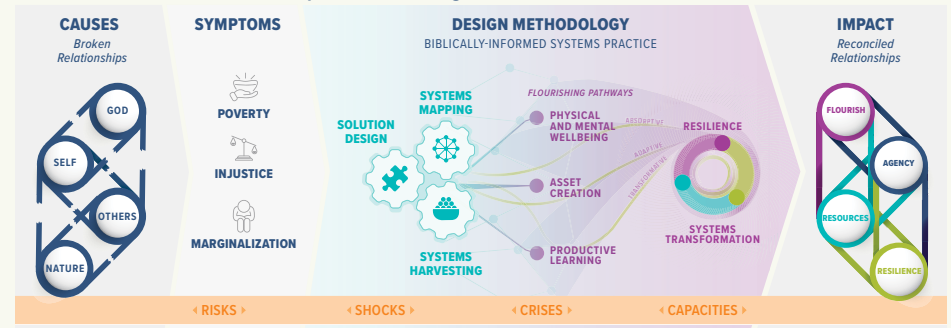 CAUSES
Broken
Relationships
GOD
SELF
OTHERS
NATURE
SYMPTOMS
POVERTY
INJUSTICE
MARGINALIZATION
DESIGN METHODOLOGY
BIBLICALLY-INFORMED SYSTEMS PRACTICE
SOLUTION
DESIGN
SYSTEMS
MAPPING
SYSTEMS
HARVESTING
FLOURISHING PATHWAYS
PHYSICAL
AND MENTAL
WELLBEING
ASSET
CREATION
PRODUCTIVE
LEARNING
ABSORPTIVE
ADAPTIVE
TRANSFORMATIVE
RESILIENCE
SYSTEMS
TRANSFORMATION
IMPACT
Reconciled
Relationships
FLOURISH
AGENCY
RESOURCES
RESILIENCE
RISKS
SHOCKS
CRISES
CAPACITIES